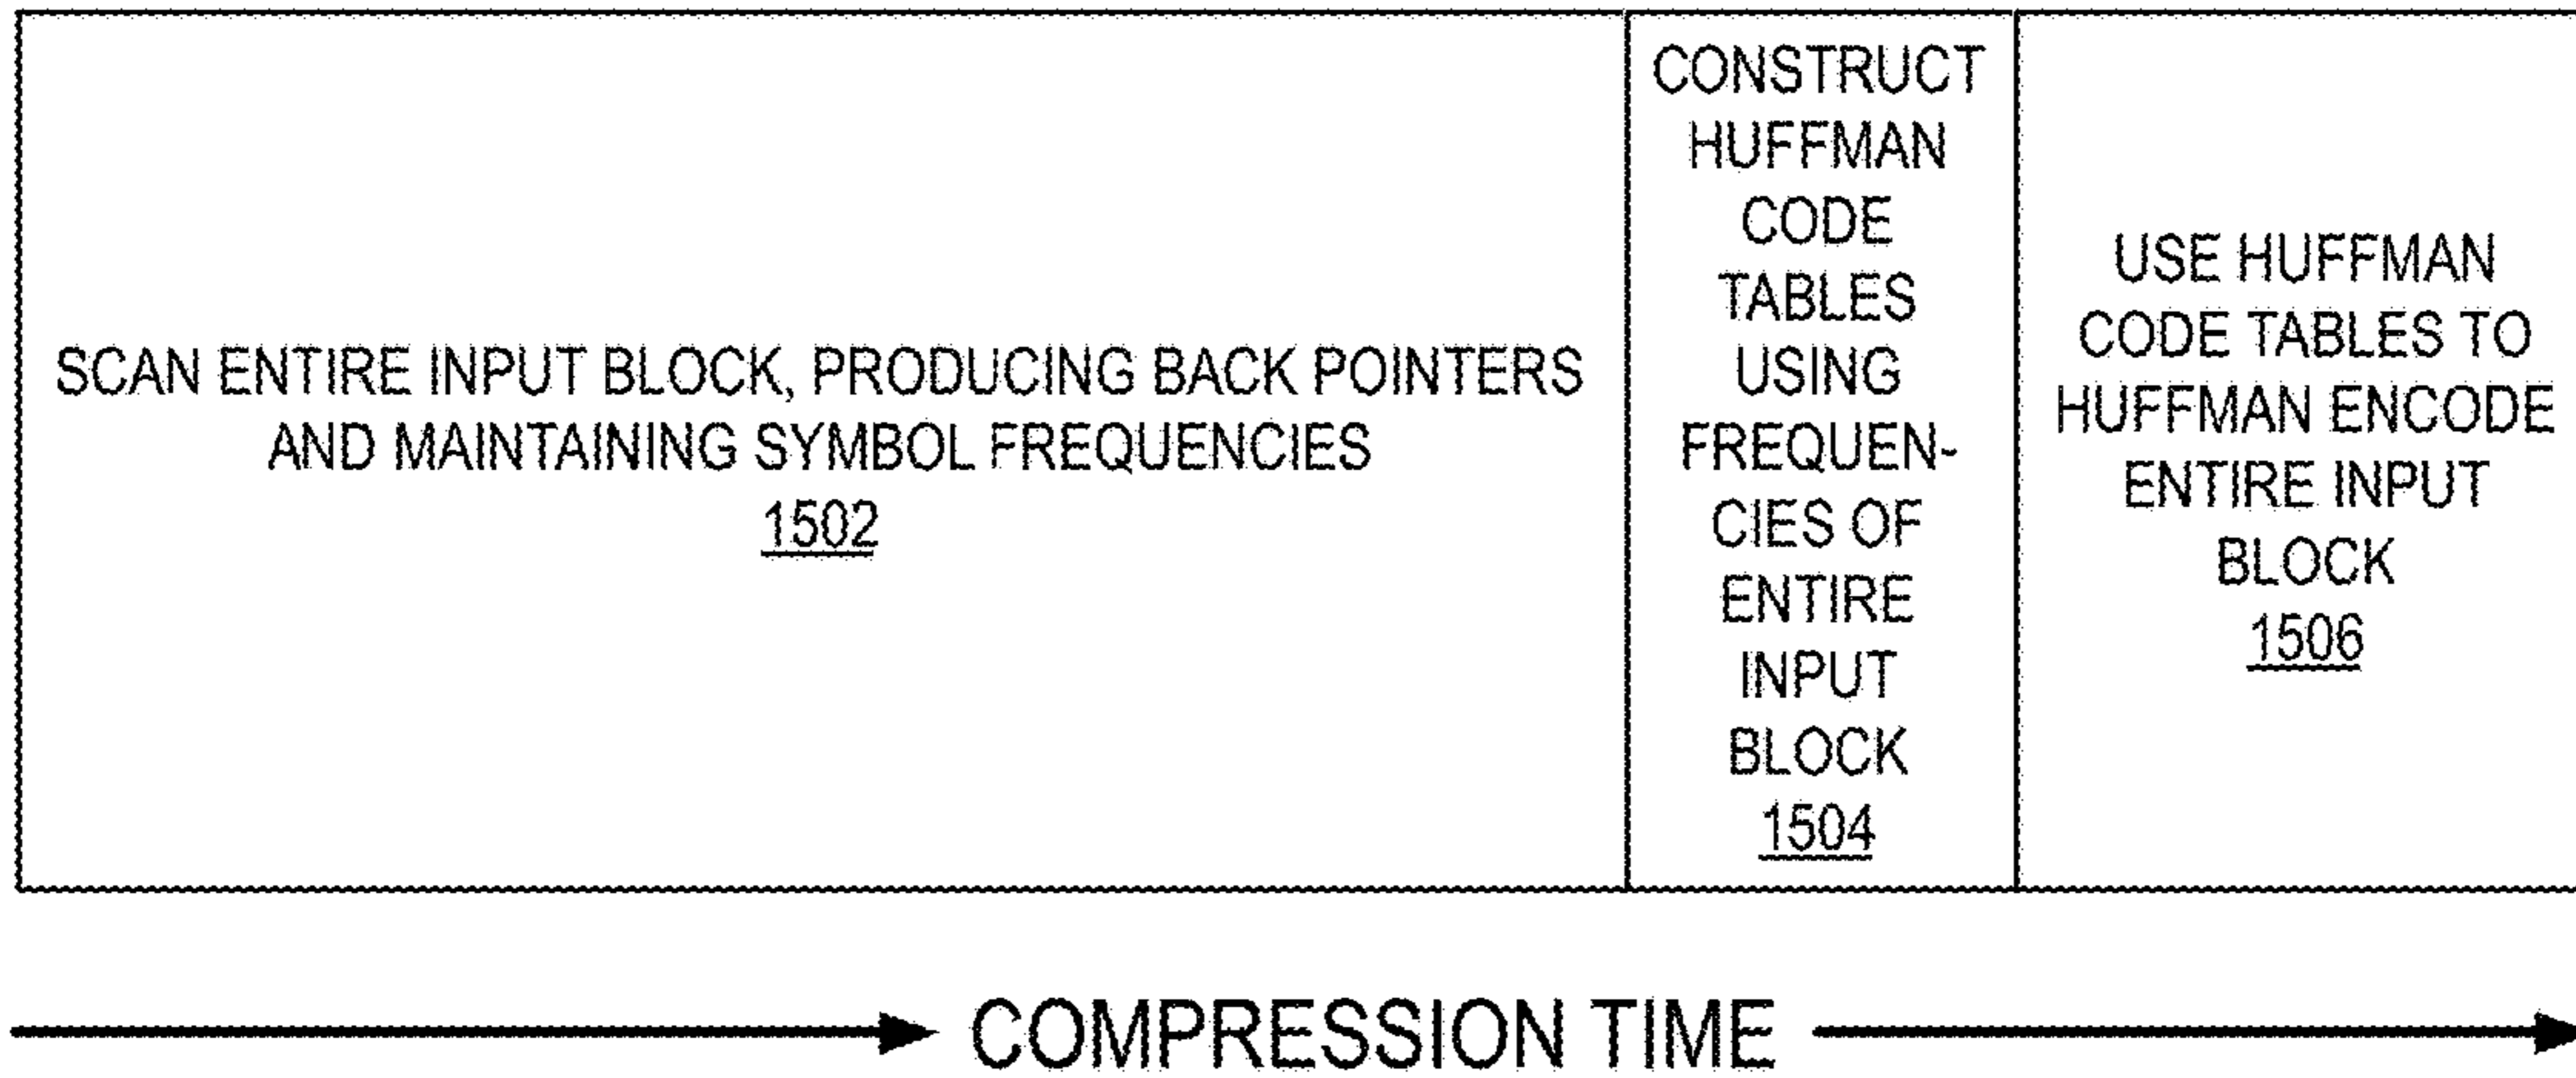 SCAN ENTIRE INPUT BLOCK, PRODUCING BACK POINTERS
AND MAINTAINING SYMBOL FREQUENCIES
1502
CONSTRUCT
HUFFMAN
CODE
TABLES
USING
FREQUEN-
CIES OF
ENTIRE
INPUT
BLOCK
1504
USE HUFFMAN
CODE TABLES TO
HUFFMAN ENCODE
ENTIRE INPUT
BLOCK
1506
COMPRESSION TIME